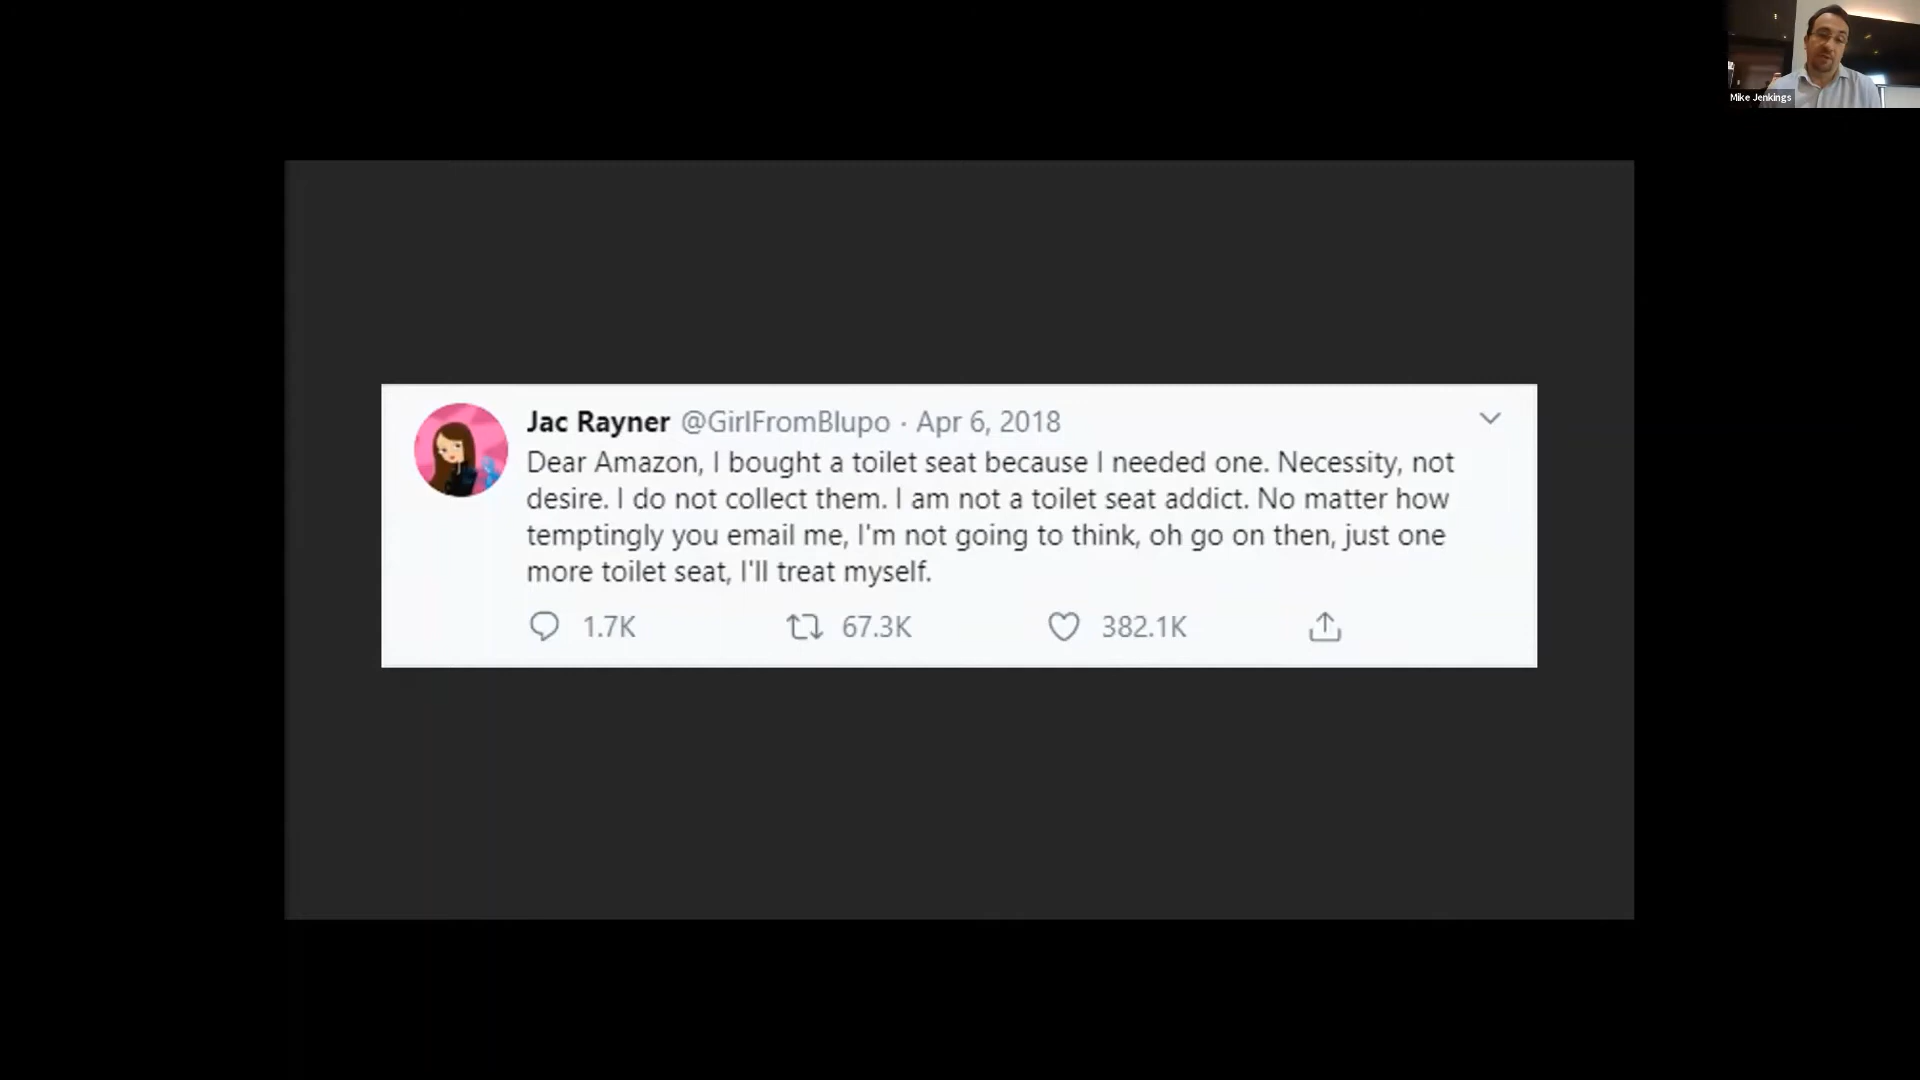 Mike Jenkings
Jac Rayner @GirlFromBlupo · Apr 6, 2018
Dear Amazon, I bought a toilet seat because I needed one. Necessity, not
desire. I do not collect them. I am not a toilet seat addict. No matter how
temptingly you email me, I'm not going to think, oh go on then, just one
more toilet seat, I'll treat myself.
1.7K 67.3K 382.1K